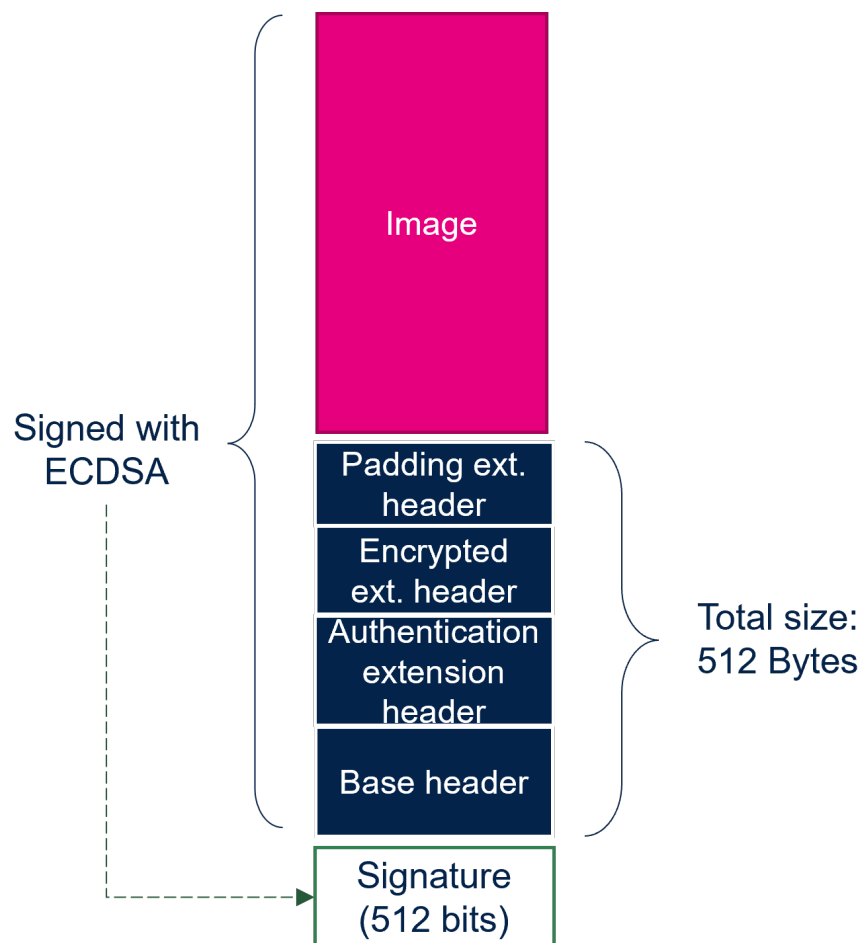 Image
Signed with
ECDSA
Padding ext.
header
Encrypted
ext. header
Authentication
extension
header
Total size:
512 Bytes
Base header
Signature
(512 bits)